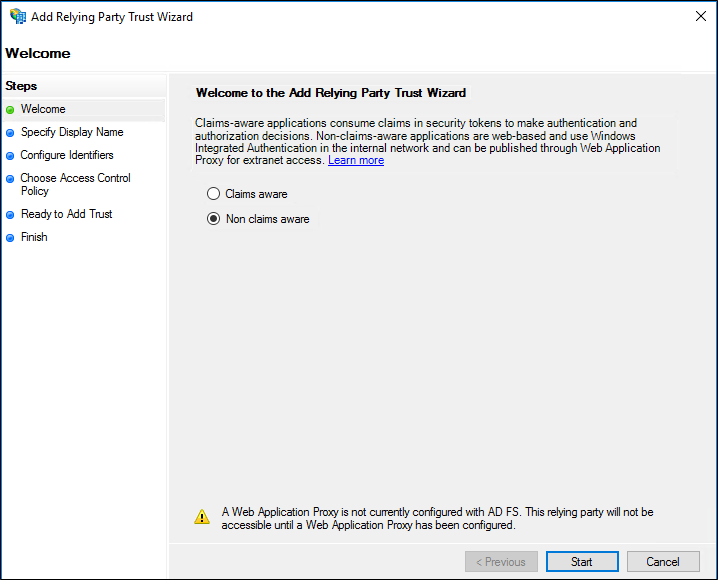 Add Relying Party Trust Wizard
Welcome
Steps
Welcome
Specify Display Name
Configure Identifiers
Choose Access Control
Policy
Ready to Add Trust
Finish
Welcome to the Add Relying Party Trust Wizard
Claims-aware applications consume claims in security tokens to make authentication and
authorization decisions. Non-claims-aware applications are web-based and use Windows
Integrated Authentication in the internal network and can be published through Web Application
Proxy for extranet access. Learn more
Claims aware
Non claims aware
A Web Application Proxy is not currently configured with AD FS. This relying party will not be
accessible until a Web Application Proxy has been configured.
< Previous
Start
Cancel